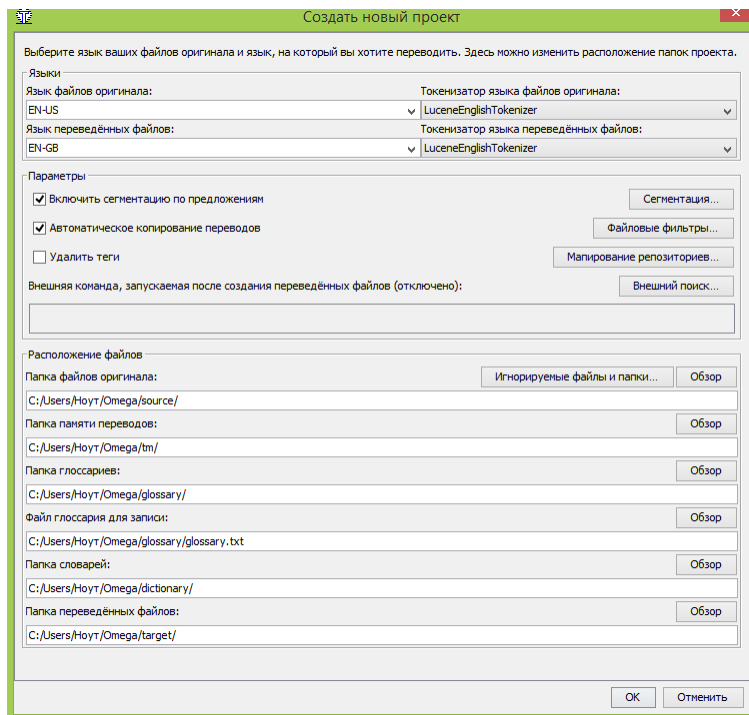 Создать новый проект
Выберите язык ваших файлов оригинала и язык, на который вы хотите переводить. Здесь можно изменить расположение папок проекта.
Языки
Язык файлов оригинала: Токенизатор языка файлов оригинала:
EN-US LuceneEnglishTokenizer
Язык переведённых файлов: Токенизатор языка переведённых файлов:
EN-GB LuceneEnglishTokenizer
Параметры
Включить сегментацию по предложениям Сегментация...
Автоматическое копирование переводов Файловые фильтры...
Удалить теги Мапирование репозиториев...
Внешняя команда, запускаемая после создания переведённых файлов (отключено): Внешний поиск...
Расположение файлов
Папка файлов оригинала: Игнорируемые файлы и папки... Обзор
C:/Users/Ноут/Omega/source/
Папка памяти переводов: Обзор
C:/Users/Ноут/Omega/tm/
Папка глоссариев: Обзор
C:/Users/Ноут/Omega/glossary/
Файл глоссария для записи: Обзор
C:/Users/Ноут/Omega/glossary/glossary.txt
Папка словарей: Обзор
C:/Users/Ноут/Omega/dictionary/
Папка переведённых файлов: Обзор
C:/Users/Ноут/Omega/target/
OK Отменить